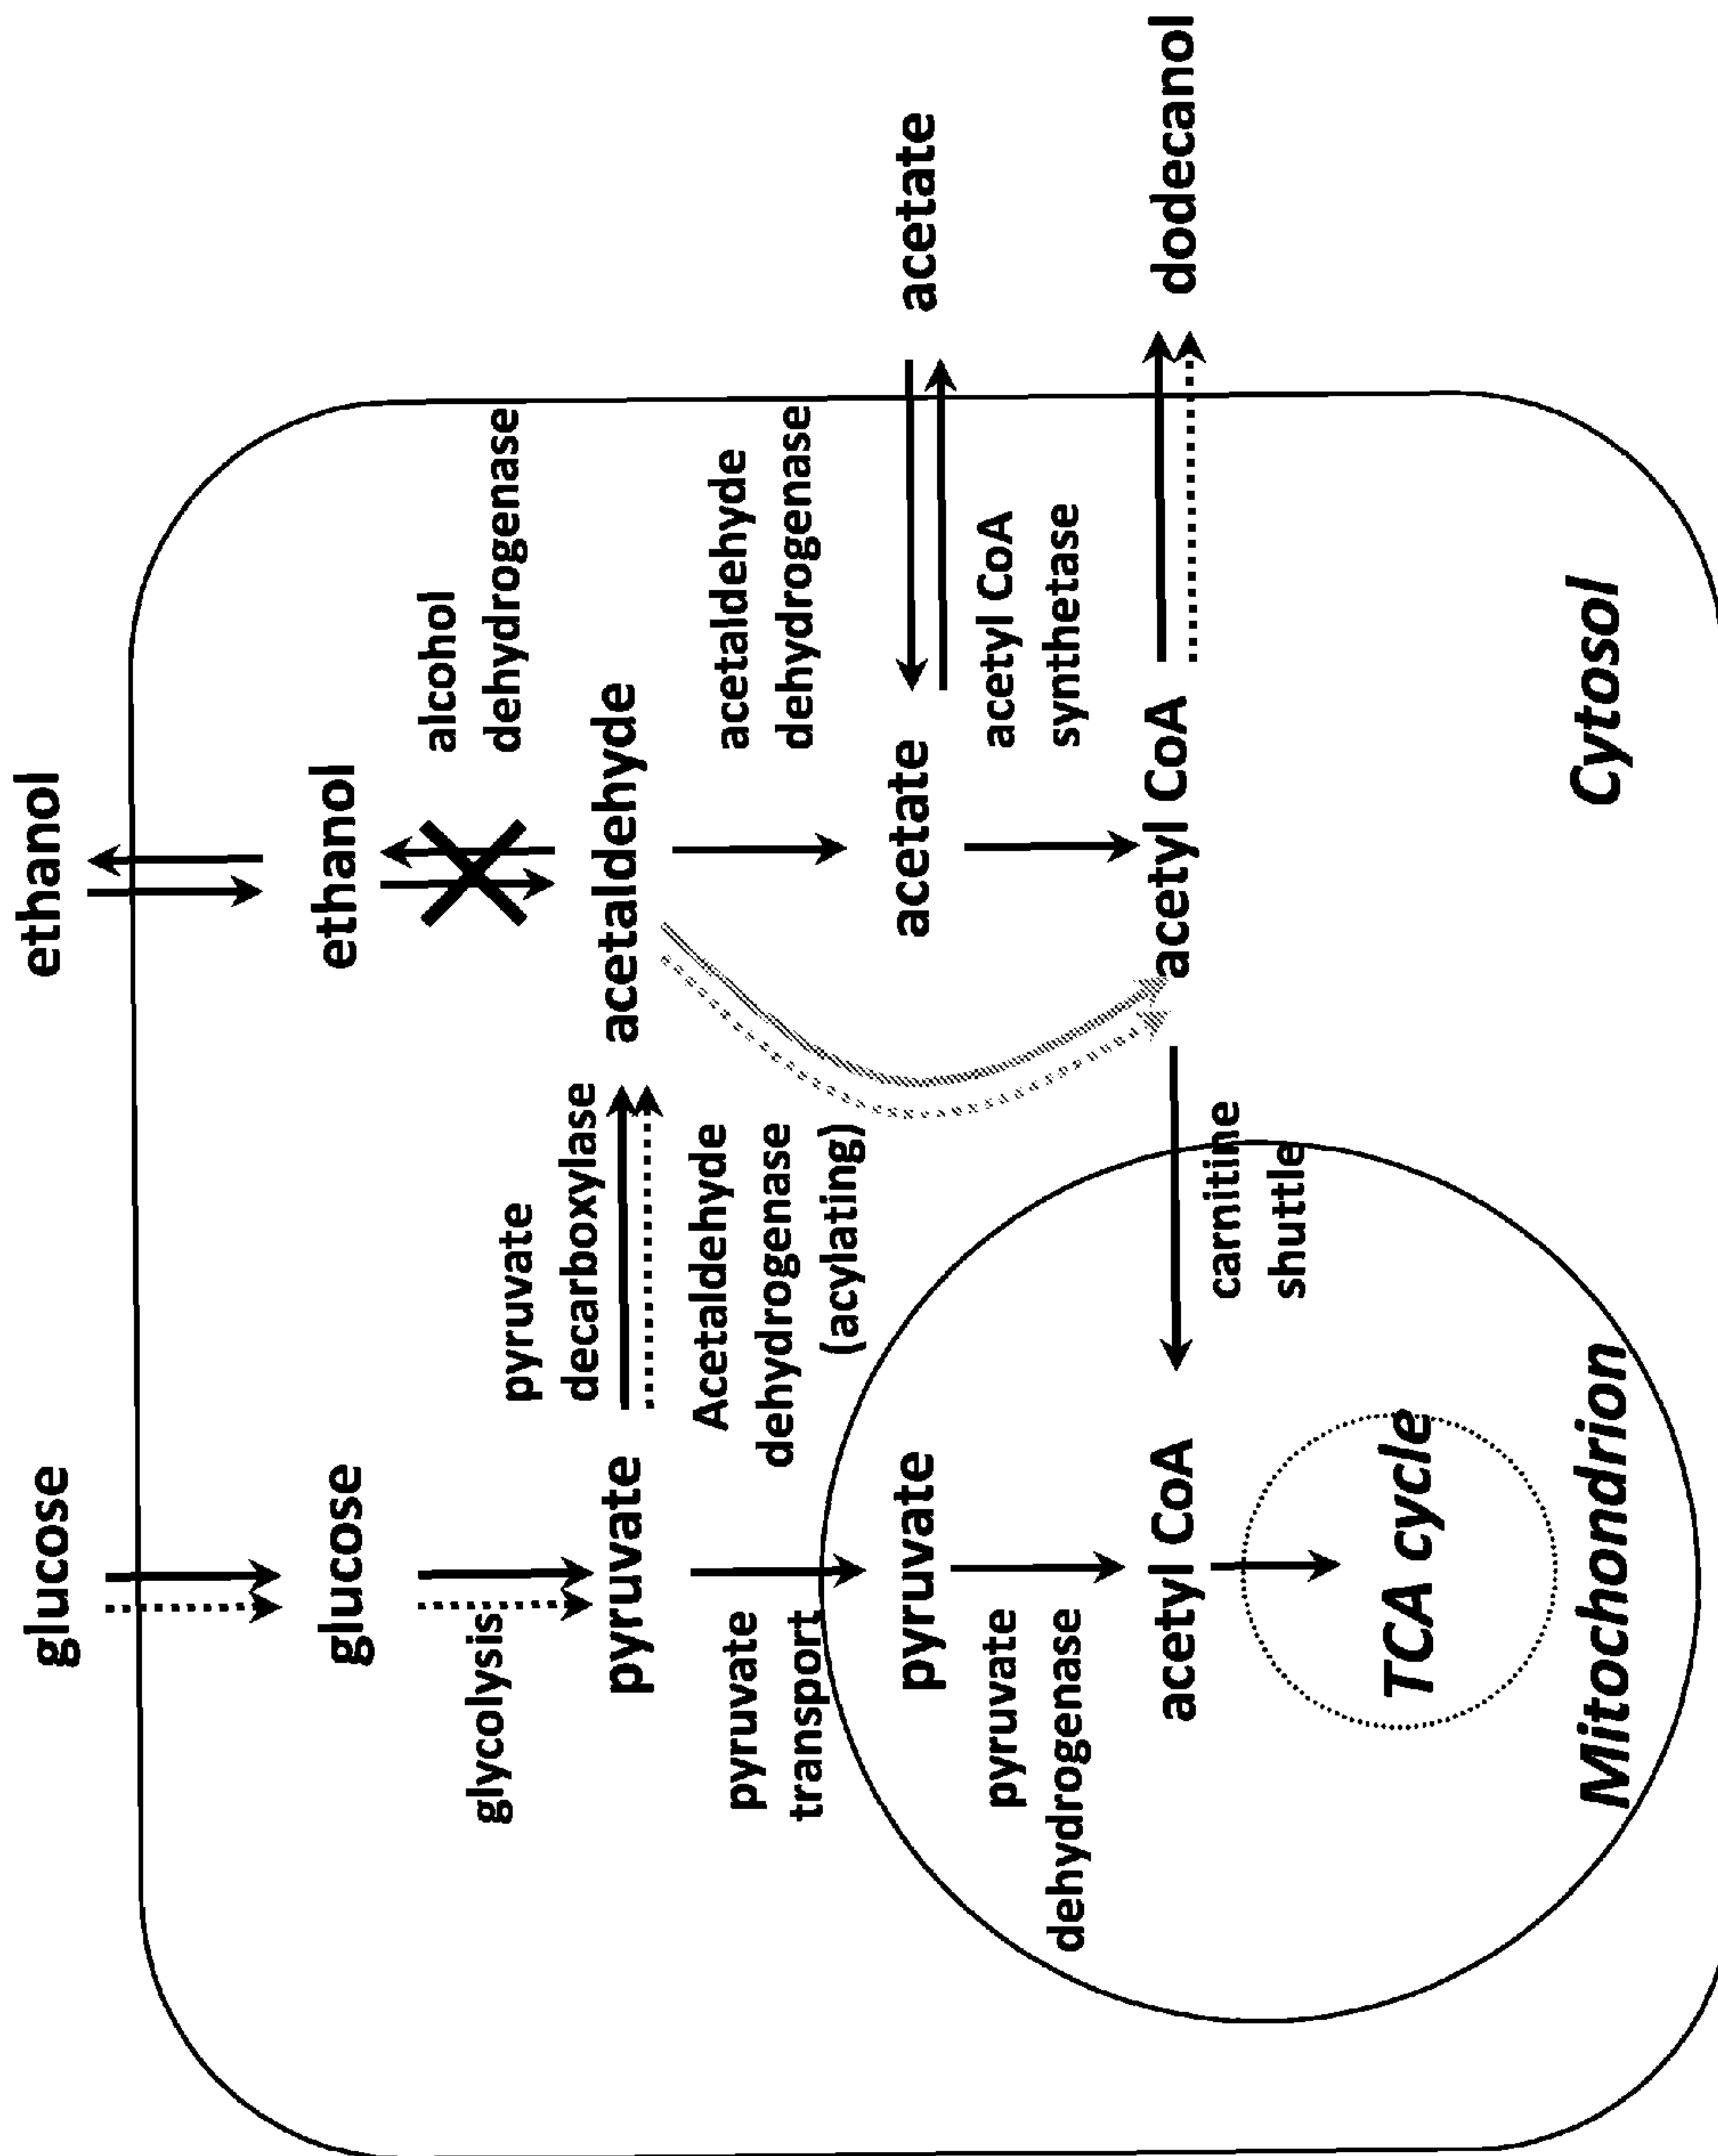 glucose
ethanol
glucose
ethanol
glycolysis
pyruvate
decarboxylase
alcohol
dehydrogenase
pyruvate
acetaldehyde
pyruvate
transport
Acetaldehyde
dehydrogenase
(acylating)
acetaldehyde
dehydrogenase
pyruvate
acetate
acetate
pyruvate
dehydrogenase
acetyl CoA
synthetase
acetyl CoA
acetyl CoA
dodecanol
carnitine
shuttle
TCA cycle
Mitochondrion
Cytosol